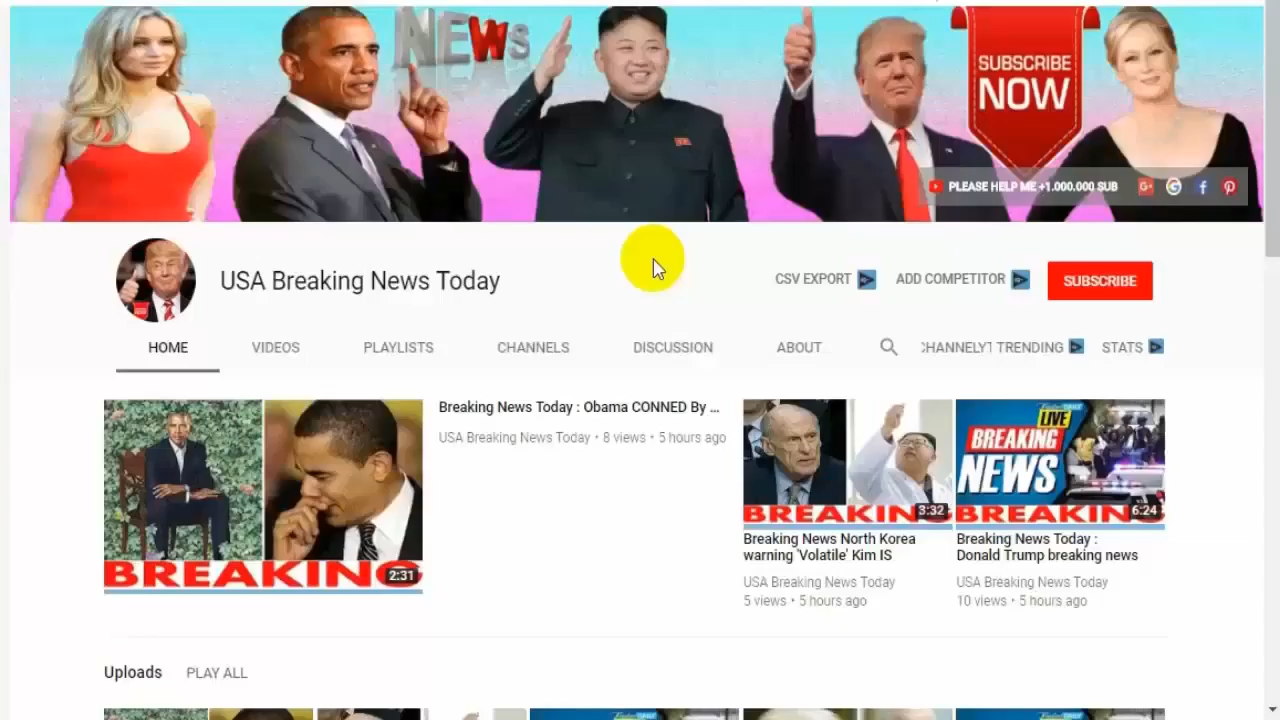 NEWS
SUBSCRIBE
NOW
PLEASE HELP ME +1.000.000 SUB
USA Breaking News Today
CSV EXPORT
ADD COMPETITOR
SUBSCRIBE
HOME
VIDEOS
PLAYLISTS
CHANNELS
DISCUSSION
ABOUT
CHANNELYT TRENDING
STATS
BREAKING
2:31
Breaking News Today : Obama CONNED By ...
USA Breaking News Today • 8 views • 5 hours ago
BREAKIN
3:32
Breaking News North Korea
warning 'Volatile' Kim IS
USA Breaking News Today
5 views • 5 hours ago
LIVE
BREAKING
NEWS
BREAKIN
6:24
Breaking News Today :
Donald Trump breaking news
USA Breaking News Today
10 views • 5 hours ago
Uploads
PLAY ALL